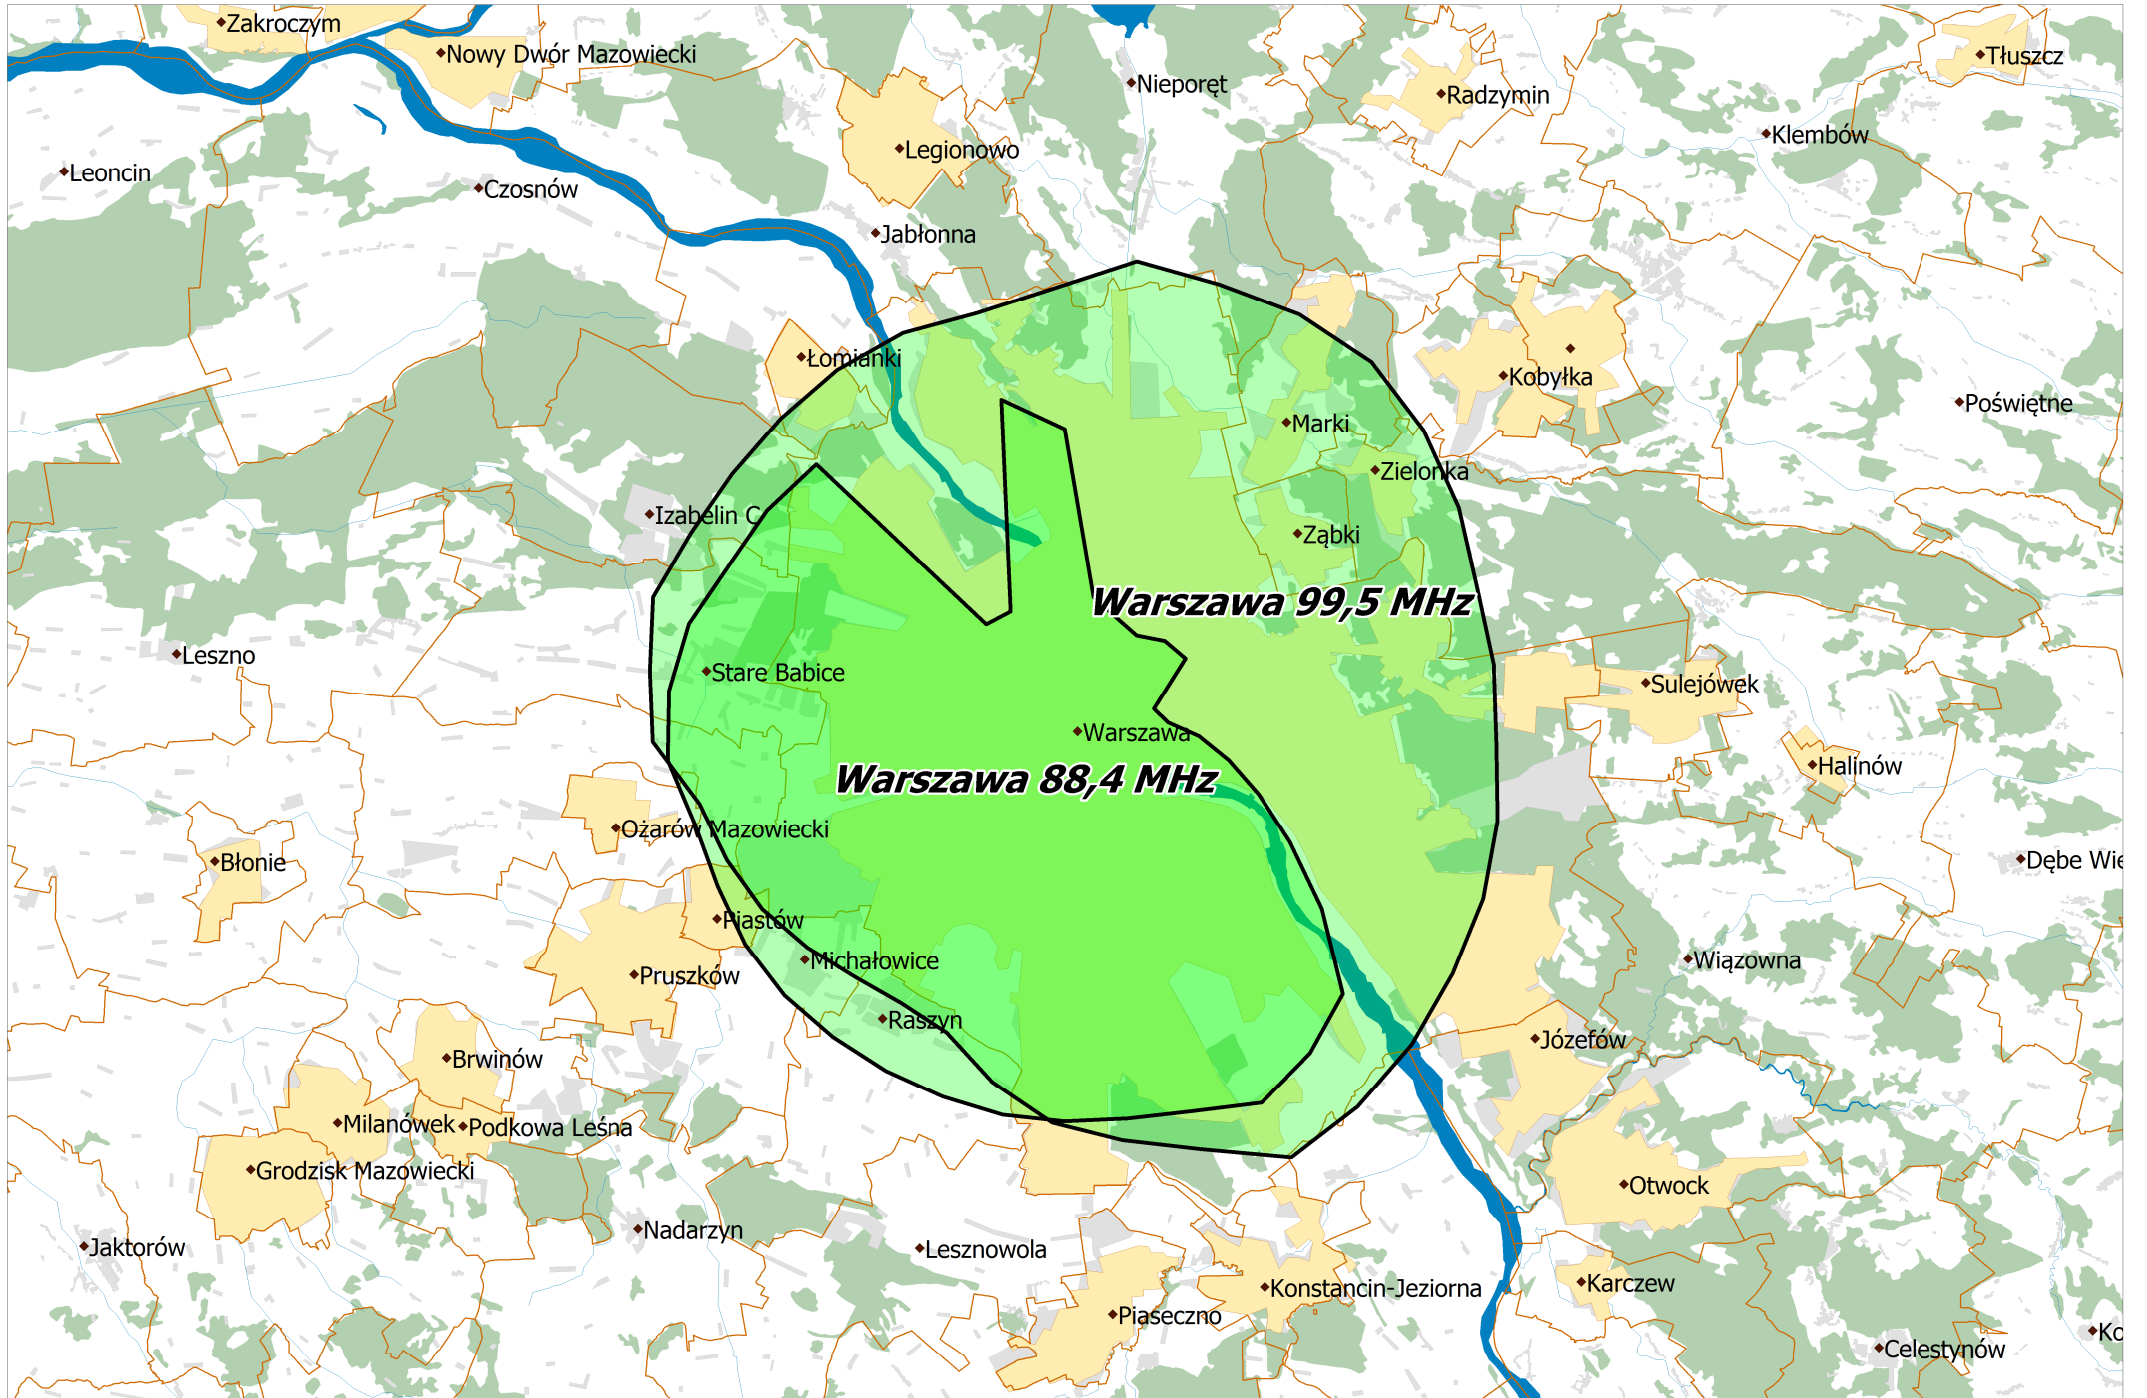 Zakroczym
Nowy Dwór Mazowiecki
Tłuszcz
Nieporęt
Radzymin
Klembów
Legionowo
Leoncin
Czosnów
Jabłonna
Łomianki
Kobyłka
Poświętne
Marki
Zielonka
Izabelin C
Ząbki
Warszawa 99,5 MHz
Leszno
Stare Babice
Sulejówek
Warszawa
Halinów
Warszawa 88,4 MHz
Ożarów Mazowiecki
Błonie
Dębe Wie
Piastów
Michałowice
Wiązowna
Pruszków
Raszyn
Józefów
Brwinów
Milanówek
Podkowa Leśna
Grodzisk Mazowiecki
Otwock
Nadarzyn
Jaktorów
Lesznowola
Konstancin-Jeziorna
Karczew
Piaseczno
Ko
Celestynów